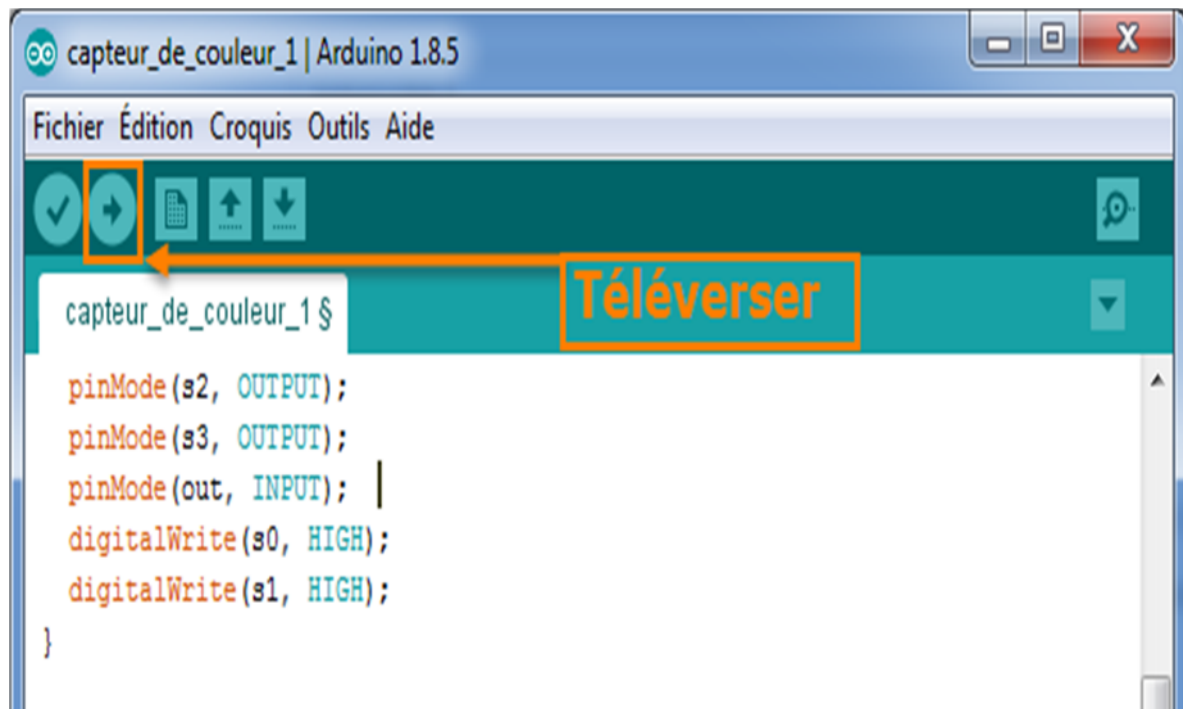 capteur_de_couleur_1 | Arduino 1.8.5
Fichier Édition Croquis Outils Aide
Téléverser
capteur_de_couleur_1 §
pinMode(s2, OUTPUT);
pinMode(s3, OUTPUT);
pinMode(out, INPUT);
digitalWrite(s0, HIGH);
digitalWrite(s1, HIGH);
}